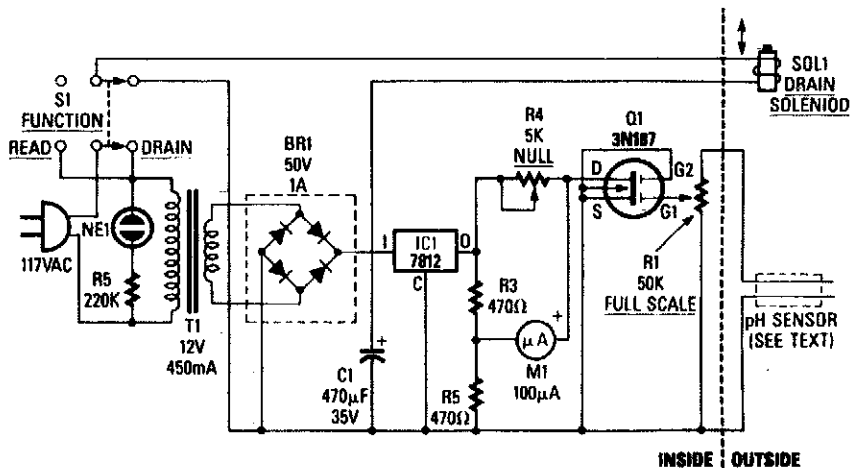 S1
FUNCTION
READ
DRAIN
117VAC
NE1
R5
220K
T1
12V
450mA
BR1
50V
1A
C1
470µF
35V
+
I
IC1
7812
O
C
R3
470Ω
R5
470Ω
R4
5K
NULL
+
µA
M1
100µA
Q1
3N187
D
S
G2
G1
R1
50K
FULL SCALE
SOL1
DRAIN
SOLENIOD
pH SENSOR
(SEE TEXT)
INSIDE
OUTSIDE